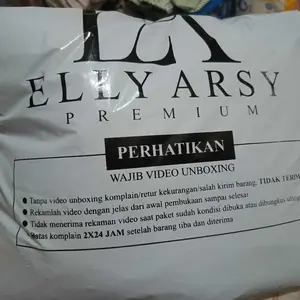 ELLY ARSY
PREMIUM
PERHATIKAN
WAJIB VIDEO UNBOXING
• Tanpa video unboxing komplain/retur kekurangan/salah kirim barang, TIDAK
• Rekamlah video dengan jelas dari awal pembukaan sampai selesai
• Tidak menerima rekaman video saat paket sudah kondisi dibuka atau dibungkus
Batas komplain 2X24 JAM setelah barang tiba dan diterima